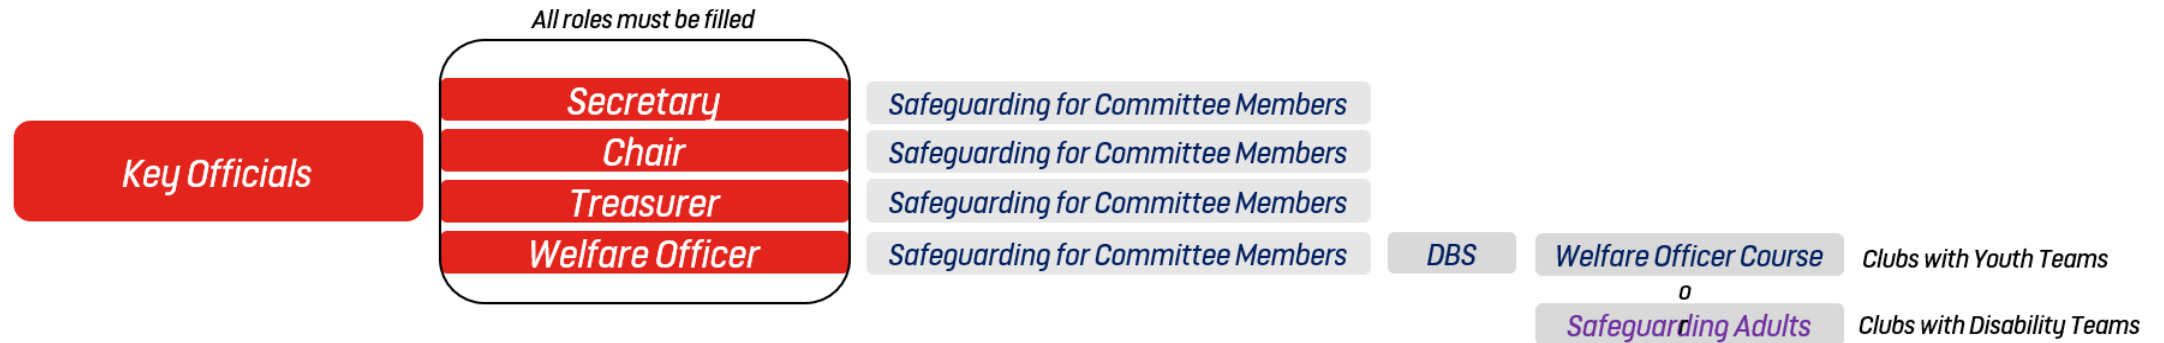 All roles must be filled
Key Officials
Secretary
Safeguarding for Committee Members
Chair
Safeguarding for Committee Members
Treasurer
Safeguarding for Committee Members
Welfare Officer
Safeguarding for Committee Members
DBS
Welfare Officer Course
Clubs with Youth Teams
o
r
Safeguarding Adults
Clubs with Disability Teams